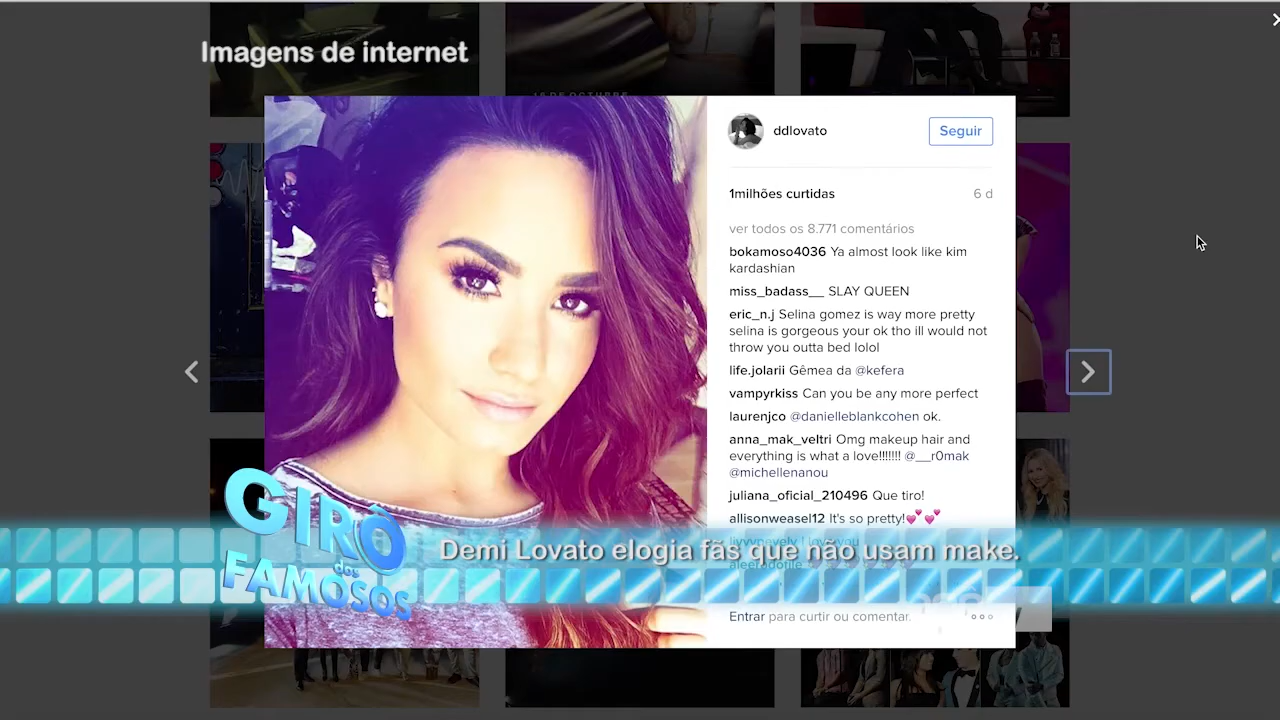 Imagens de internet
ddlovato
Seguir
1milhões curtidas
6 d
ver todos os 8.771 comentários
bokamoso4036 Ya almost look like kim
kardashian
miss_badass__ SLAY QUEEN
eric_n.j Selina gomez is way more pretty
selina is gorgeous your ok tho ill would not
throw you outta bed lolol
life.jolarii Gêmea da @kefera
vampyrkiss Can you be any more perfect
laurenjco @danielleblankcohen ok.
anna_mak_veltri Omg makeup hair and
everything is what a love!!!!!!! @__r0mak
@michellenanou
juliana_oficial_210496 Que tiro!
allisonweasel12 It's so pretty!💕💕
GIRO
dos
FAMOSOS
Demi Lovato elogia fãs que não usam make.
Entrar para curtir ou comentar.